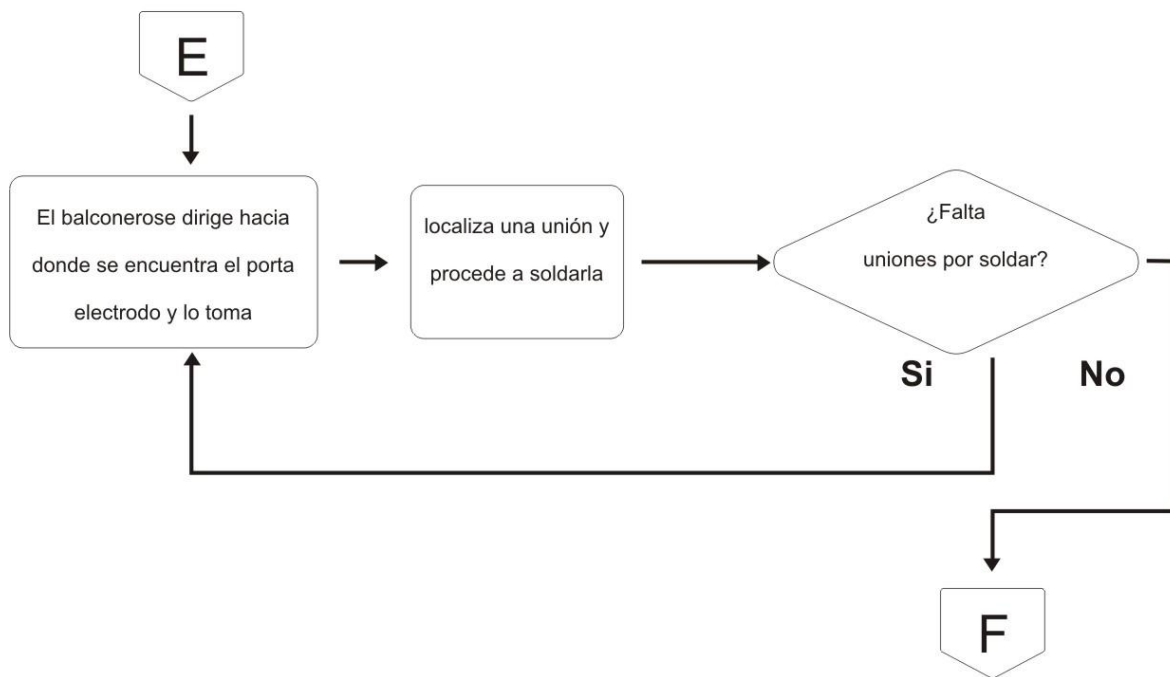 E
El balconerose dirige hacia
donde se encuentra el porta
electrodo y lo toma
localiza una unión y
procede a soldarla
¿Falta
uniones por soldar?
Si
No
F